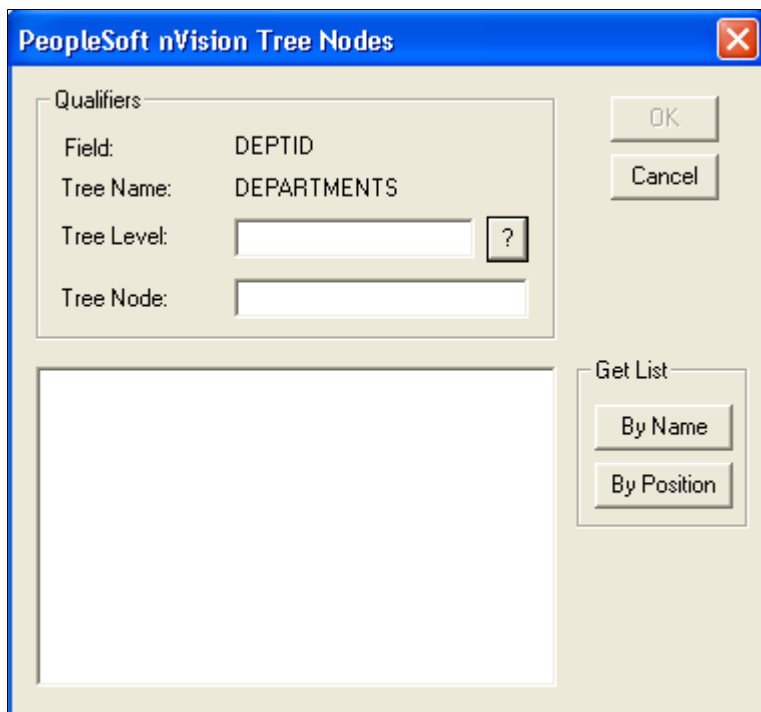 PeopleSoft nVision Tree Nodes
Qualifiers
Field: DEPTID
Tree Name: DEPARTMENTS
Tree Level: ?
Tree Node:
OK
Cancel
Get List
By Name
By Position